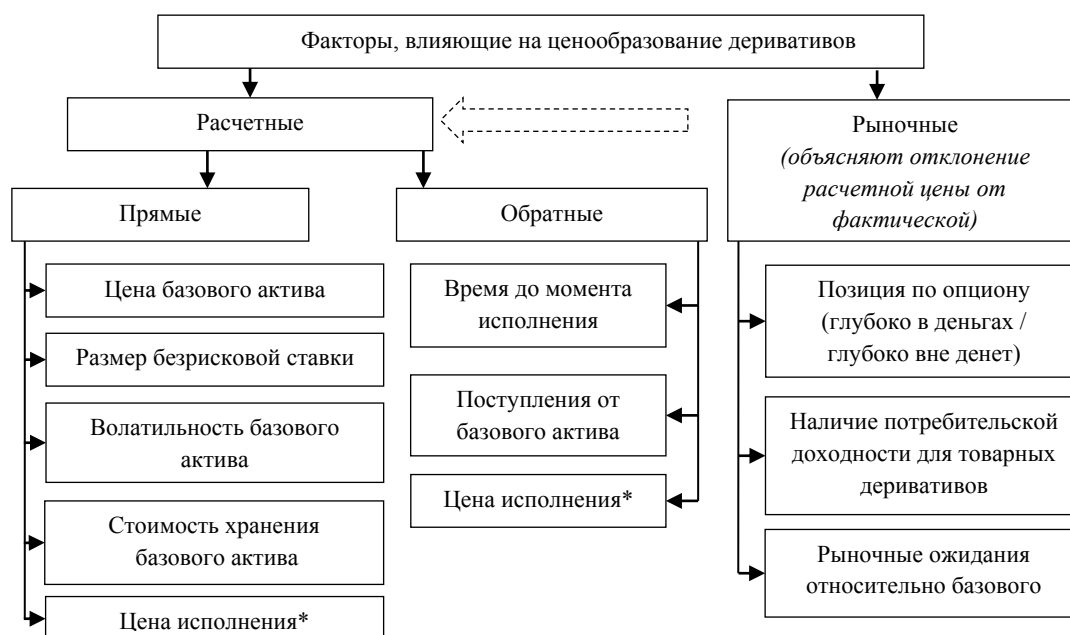 Факторы, влияющие на ценообразование деривативов
Расчетные
Прямые
Цена базового актива
Размер безрисковой ставки
Волатильность базового
актива
Стоимость хранения
базового актива
Цена исполнения*
Обратные
Время до момента
исполнения
Поступления от
базового актива
Цена исполнения*
Рыночные
(объясняют отклонение
расчетной цены от
фактической)
Позиция по опциону
(глубоко в деньгах /
глубоко вне денет)
Наличие потребительской
доходности для товарных
деривативов
Рыночные ожидания
относительно базового